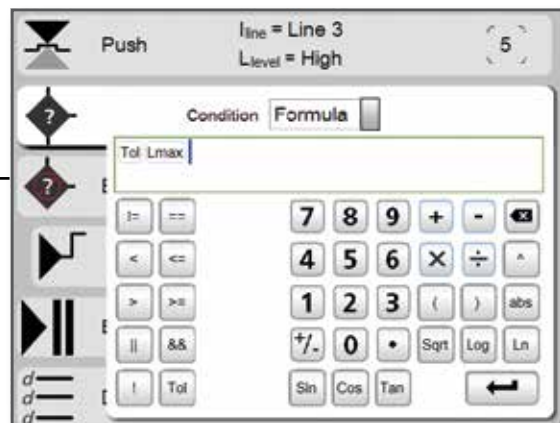 Push
Iline = Line 3
Llevel = High
5
?
Condition Formula
Tol Lmax
?
!= == 7 8 9 + -
< <= 4 5 6 × ÷ ^
> >= 1 2 3 ( ) abs
|| && +/- 0 • Sqrt Log Ln
! Tol Sin Cos Tan
d
d
d